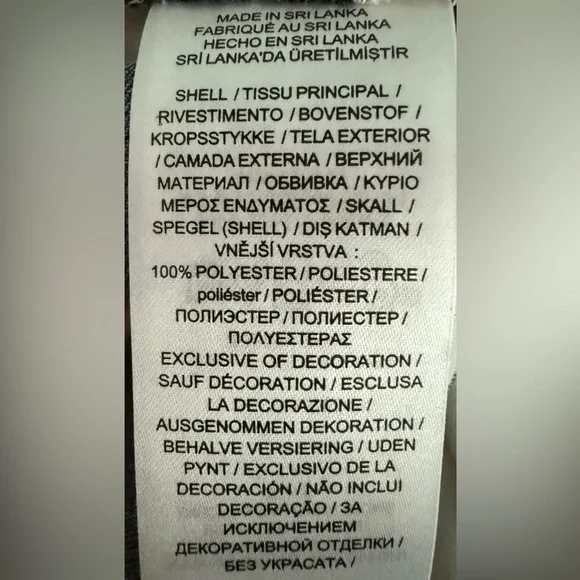 MADE IN SRI LANKA
FABRIQUÉ AU SRI LANKA
HECHO EN SRI LANKA
SRİ LANKA'DA ÜRETİLMİŞTİR
SHELL / TISSU PRINCIPAL /
RIVESTIMENTO / BOVENSTOF /
KROPSSTYKKE / TELA EXTERIOR
/ CAMADA EXTERNA / ВЕРХНИЙ
МАТЕРИАЛ / ОБВИВКА / ΚΥΡΙΟ
ΜΕΡΟΣ ΕΝΔΥΜΑΤΟΣ / SKALL /
SPEGEL (SHELL) / DIŞ KATMAN /
VNĚJŠÍ VRSTVA :
100% POLYESTER / POLIESTERE /
poliéster / POLIÉSTER /
ПОЛИЭСТЕР / ПОЛИЕСТЕР /
ΠΟΛΥΕΣΤΕΡΑΣ
EXCLUSIVE OF DECORATION /
SAUF DÉCORATION / ESCLUSA
LA DECORAZIONE /
AUSGENOMMEN DEKORATION /
BEHALVE VERSIERING / UDEN
PYNT / EXCLUSIVO DE LA
DECORACIÓN / NÃO INCLUI
DECORAÇÃO / ЗА
ИСКЛЮЧЕНИЕМ
ДЕКОРАТИВНОЙ ОТДЕЛКИ /
БЕЗ УКРАСАТА /